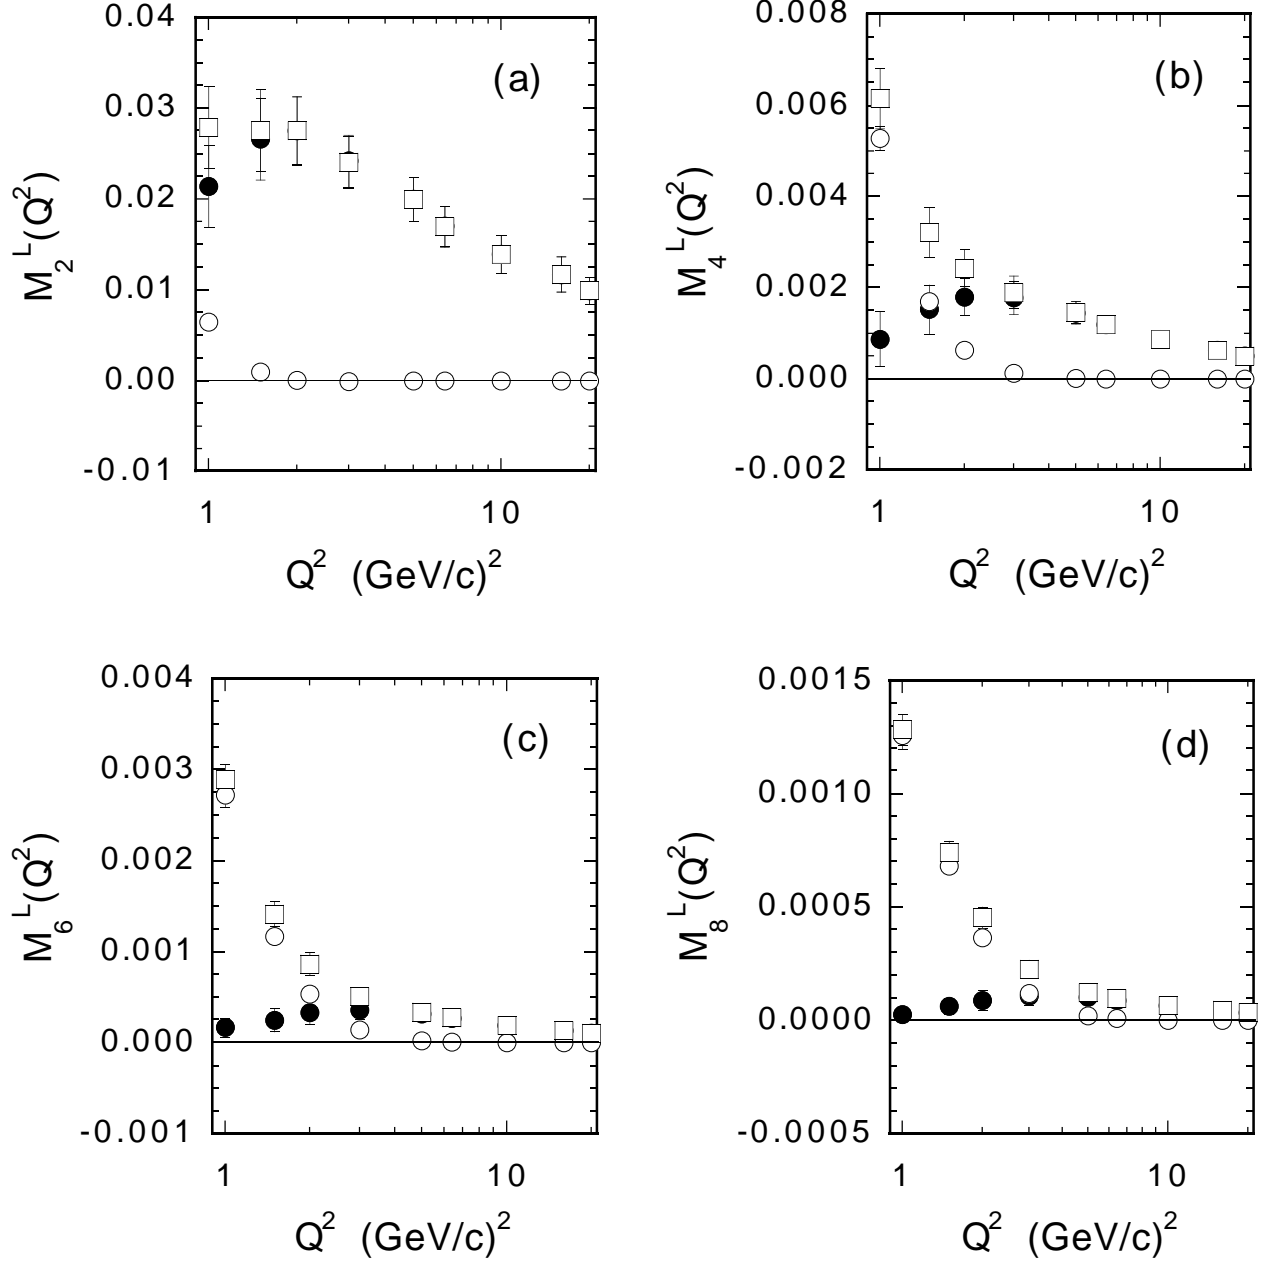 0.04
0.03
0.02
0.01
0.00
-0.01
M₂ᴸ(Q²)
(a)
1 10
Q² (GeV/c)²
0.008
0.006
0.004
0.002
0.000
-0.002
M₄ᴸ(Q²)
(b)
1 10
Q² (GeV/c)²
0.004
0.003
0.002
0.001
0.000
-0.001
M₆ᴸ(Q²)
(c)
1 10
Q² (GeV/c)²
0.0015
0.0010
0.0005
0.0000
-0.0005
M₈ᴸ(Q²)
(d)
1 10
Q² (GeV/c)²